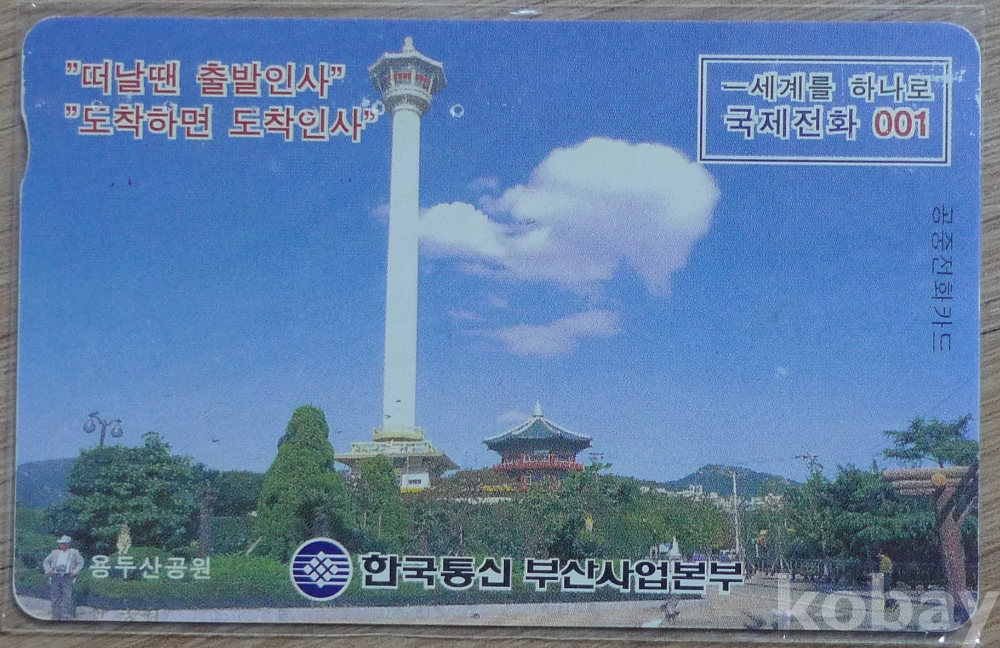 "떠날땐 출발인사"
"도착하면 도착인사"
一세계를 하나로
국제전화 001
공중전화카드
용두산공원
한국통신 부산사업본부
kobay